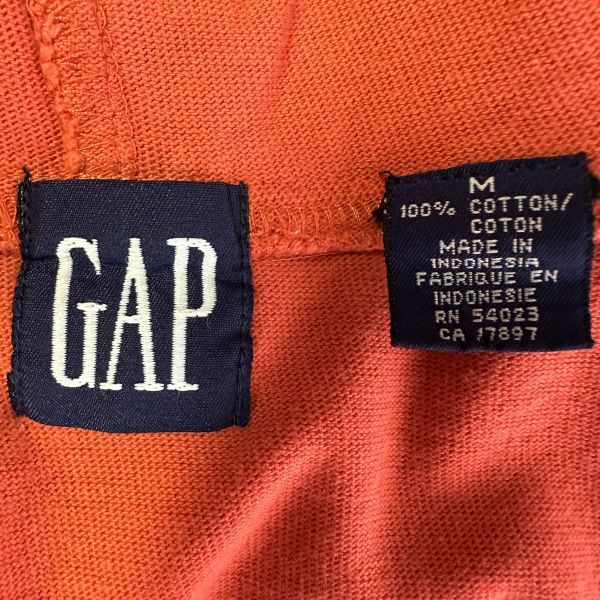 GAP
M
100% COTTON/
COTON
MADE IN
INDONESIA
FABRIQUE EN
INDONESIE
RN 54023
CA 17897